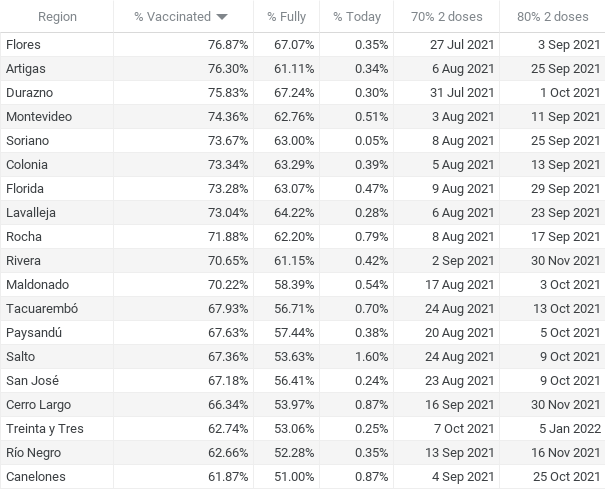 Region % Vaccinated % Fully % Today 70% 2 doses 80% 2 doses
Flores 76.87% 67.07% 0.35% 27 Jul 2021 3 Sep 2021
Artigas 76.30% 61.11% 0.34% 6 Aug 2021 25 Sep 2021
Durazno 75.83% 67.24% 0.30% 31 Jul 2021 1 Oct 2021
Montevideo 74.36% 62.76% 0.51% 3 Aug 2021 11 Sep 2021
Soriano 73.67% 63.00% 0.05% 8 Aug 2021 25 Sep 2021
Colonia 73.34% 63.29% 0.39% 5 Aug 2021 13 Sep 2021
Florida 73.28% 63.07% 0.47% 9 Aug 2021 29 Sep 2021
Lavalleja 73.04% 64.22% 0.28% 6 Aug 2021 23 Sep 2021
Rocha 71.88% 62.20% 0.79% 8 Aug 2021 17 Sep 2021
Rivera 70.65% 61.15% 0.42% 2 Sep 2021 30 Nov 2021
Maldonado 70.22% 58.39% 0.54% 17 Aug 2021 3 Oct 2021
Tacuarembó 67.93% 56.71% 0.70% 24 Aug 2021 13 Oct 2021
Paysandú 67.63% 57.44% 0.38% 20 Aug 2021 5 Oct 2021
Salto 67.36% 53.63% 1.60% 24 Aug 2021 9 Oct 2021
San José 67.18% 56.41% 0.24% 23 Aug 2021 9 Oct 2021
Cerro Largo 66.34% 53.97% 0.87% 16 Sep 2021 30 Nov 2021
Treinta y Tres 62.74% 53.06% 0.25% 7 Oct 2021 5 Jan 2022
Río Negro 62.66% 52.28% 0.35% 13 Sep 2021 16 Nov 2021
Canelones 61.87% 51.00% 0.87% 4 Sep 2021 25 Oct 2021